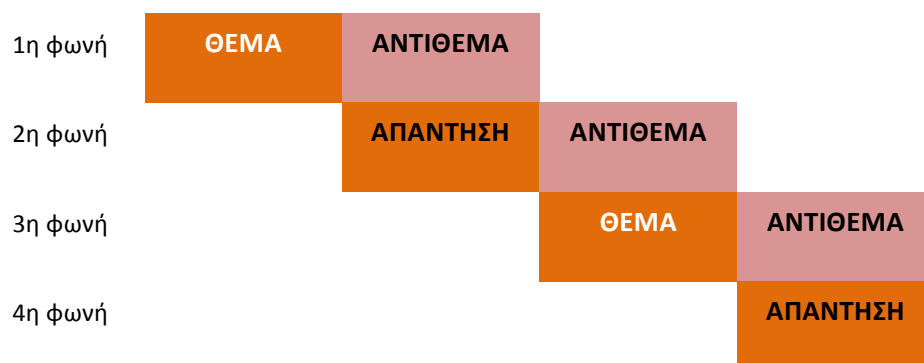 1η φωνή ΘΕΜΑ ΑΝΤΙΘΕΜΑ
2η φωνή ΑΠΑΝΤΗΣΗ ΑΝΤΙΘΕΜΑ
3η φωνή ΘΕΜΑ ΑΝΤΙΘΕΜΑ
4η φωνή ΑΠΑΝΤΗΣΗ